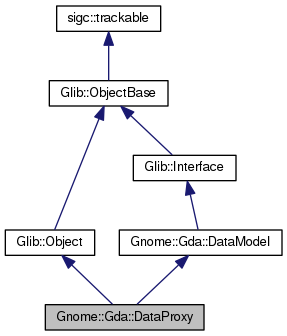 sigc::trackable
Glib::ObjectBase
Glib::Interface
Glib::Object
Gnome::Gda::DataModel
Gnome::Gda::DataProxy